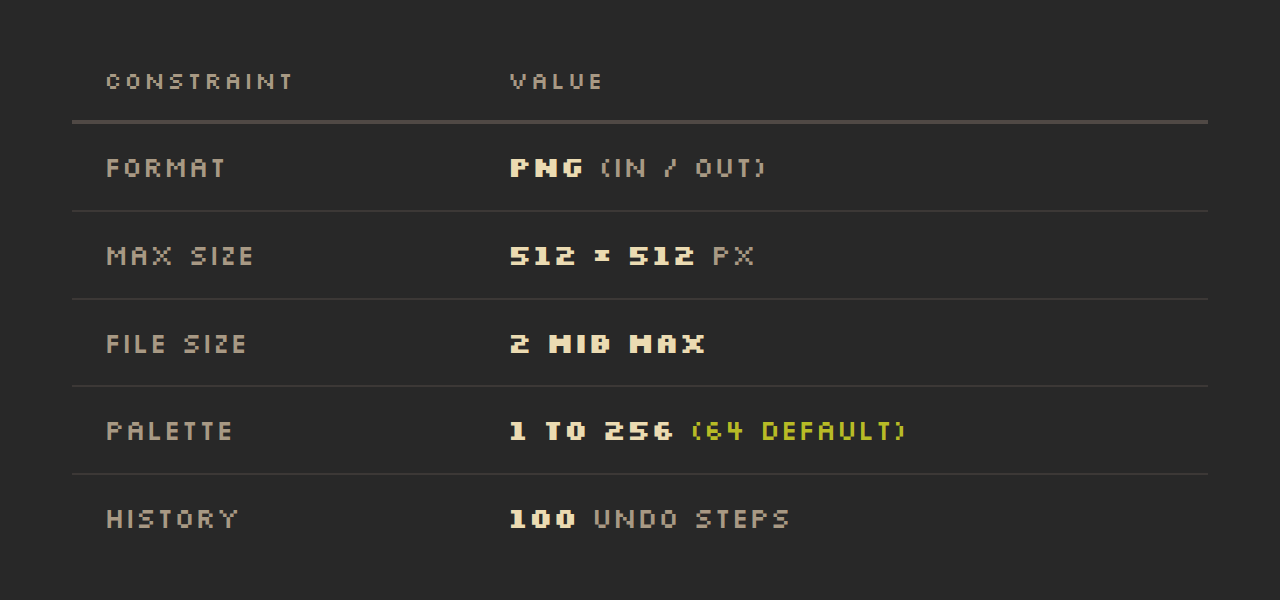 CONSTRAINT VALUE
FORMAT PNG (IN / OUT)
MAX SIZE 512 × 512 PX
FILE SIZE 2 MIB MAX
PALETTE 1 TO 256 (64 DEFAULT)
HISTORY 100 UNDO STEPS